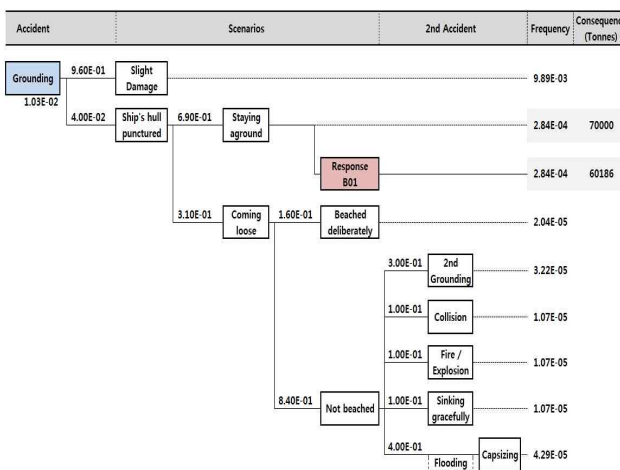 Accident Scenarios 2nd Accident Frequency Consequenc
(Tonnes)
Grounding 9.60E-01 Slight
Damage 9.89E-03
1.03E-02
4.00E-02 Ship's hull
punctured 6.90E-01 Staying
aground 2.84E-04 70000
Response
B01 2.84E-04 60186
3.10E-01 Coming
loose 1.60E-01 Beached
deliberately 2.04E-05
3.00E-01 2nd
Grounding 3.22E-05
1.00E-01 Collision 1.07E-05
1.00E-01 Fire /
Explosion 1.07E-05
8.40E-01 Not beached 1.00E-01 Sinking
gracefully 1.07E-05
4.00E-01 Flooding Capsizing 4.29E-05